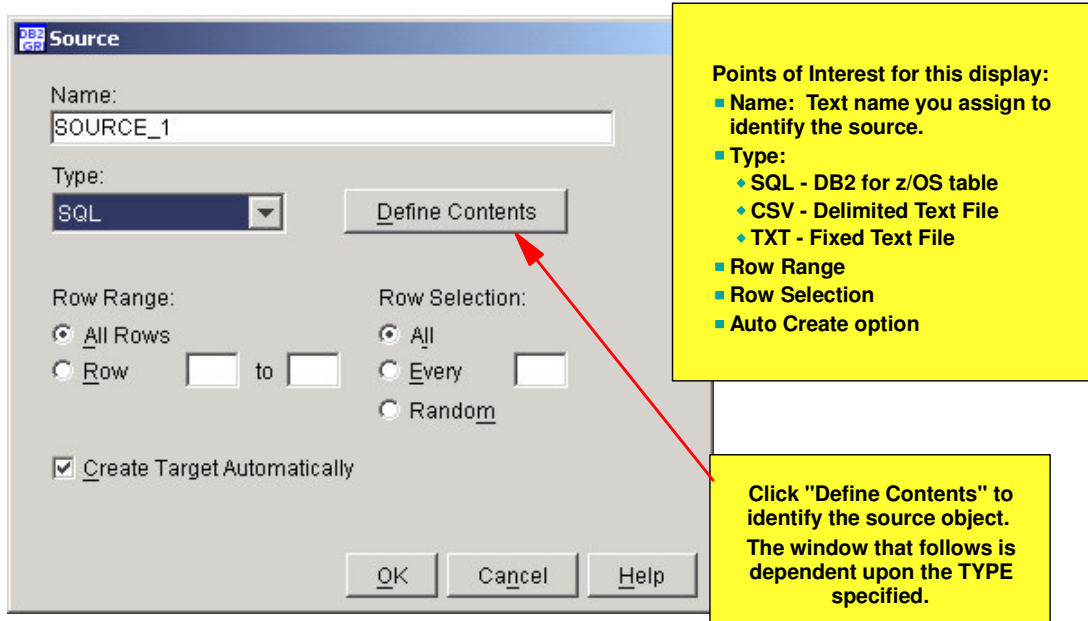 DB2
GR
Source
Name:
SOURCE_1
Type:
SQL
Define Contents
Row Range:
All Rows
Row to
Row Selection:
All
Every
Random
Create Target Automatically
OK
Cancel
Help
Points of Interest for this display:
Name: Text name you assign to
identify the source.
Type:
SQL - DB2 for z/OS table
CSV - Delimited Text File
TXT - Fixed Text File
Row Range
Row Selection
Auto Create option
Click "Define Contents" to
identify the source object.
The window that follows is
dependent upon the TYPE
specified.